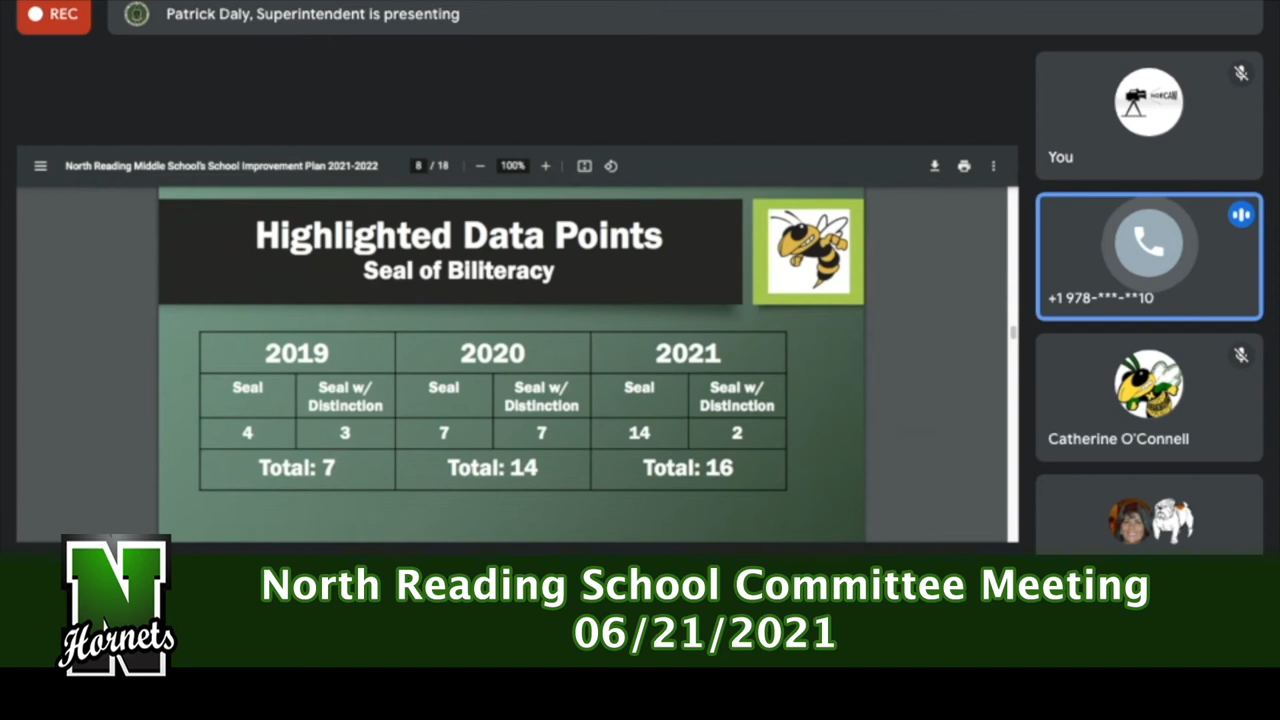 REC
Patrick Daly, Superintendent is presenting
NORCAM
You
North Reading Middle School's School Improvement Plan 2021-2022
8 / 18
100%
Highlighted Data Points
Seal of Biliteracy
+1 978-***-**10
2019 2020 2021
Seal Seal w/ Distinction Seal Seal w/ Distinction Seal Seal w/ Distinction
4 3 7 7 14 2
Total: 7 Total: 14 Total: 16
Catherine O'Connell
N
Hornets
North Reading School Committee Meeting
06/21/2021